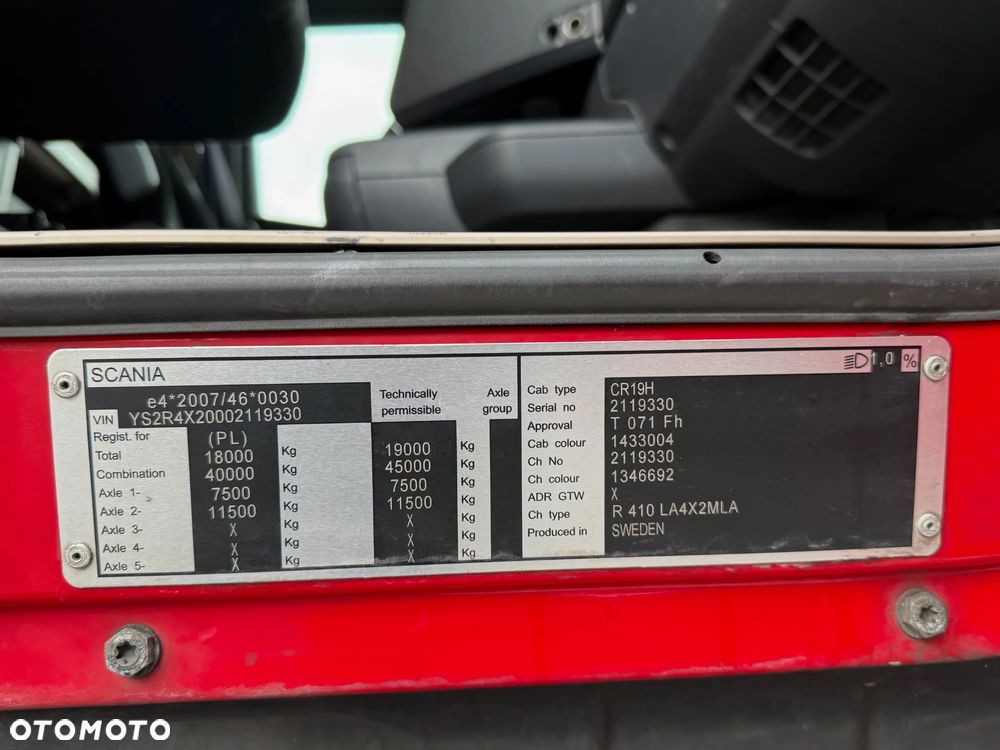 SCANIA
e4*2007/46*0030
VIN YS2R4X20002119330
Technically permissible
Axle group
Regist. for (PL)
Total 18000 Kg 19000 Kg
Combination 40000 Kg 45000 Kg
Axle 1- 7500 Kg 7500 Kg
Axle 2- 11500 Kg 11500 Kg
Axle 3- X Kg X Kg
Axle 4- X Kg X Kg
Axle 5- X Kg X Kg
1,0 %
Cab type CR19H
Serial no 2119330
Approval T 071 Fh
Cab colour 1433004
Ch No 2119330
Ch colour 1346692
ADR GTW X
Ch type R 410 LA4X2MLA
Produced in SWEDEN
OTOMOTO